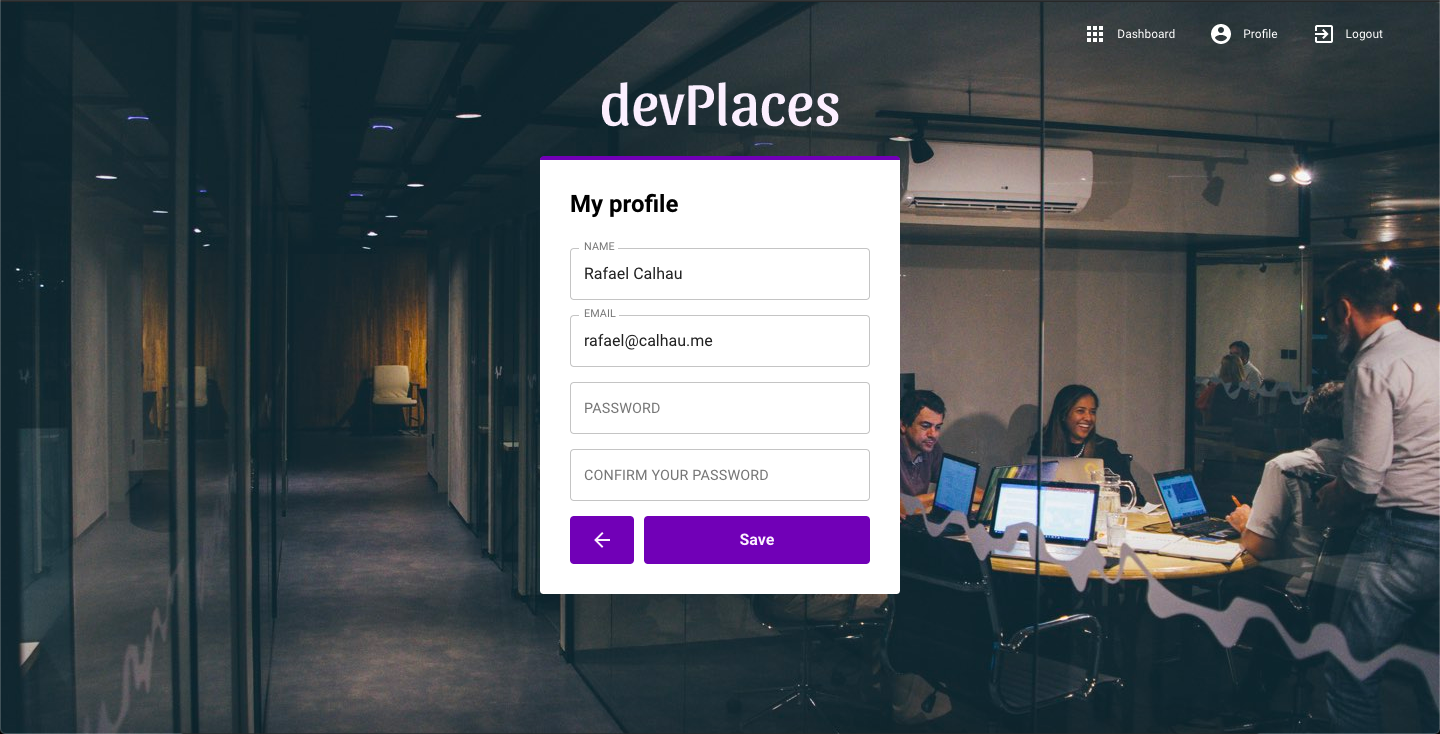 Dashboard Profile Logout
devPlaces
My profile
NAME
Rafael Calhau
EMAIL
rafael@calhau.me
PASSWORD
CONFIRM YOUR PASSWORD
Save